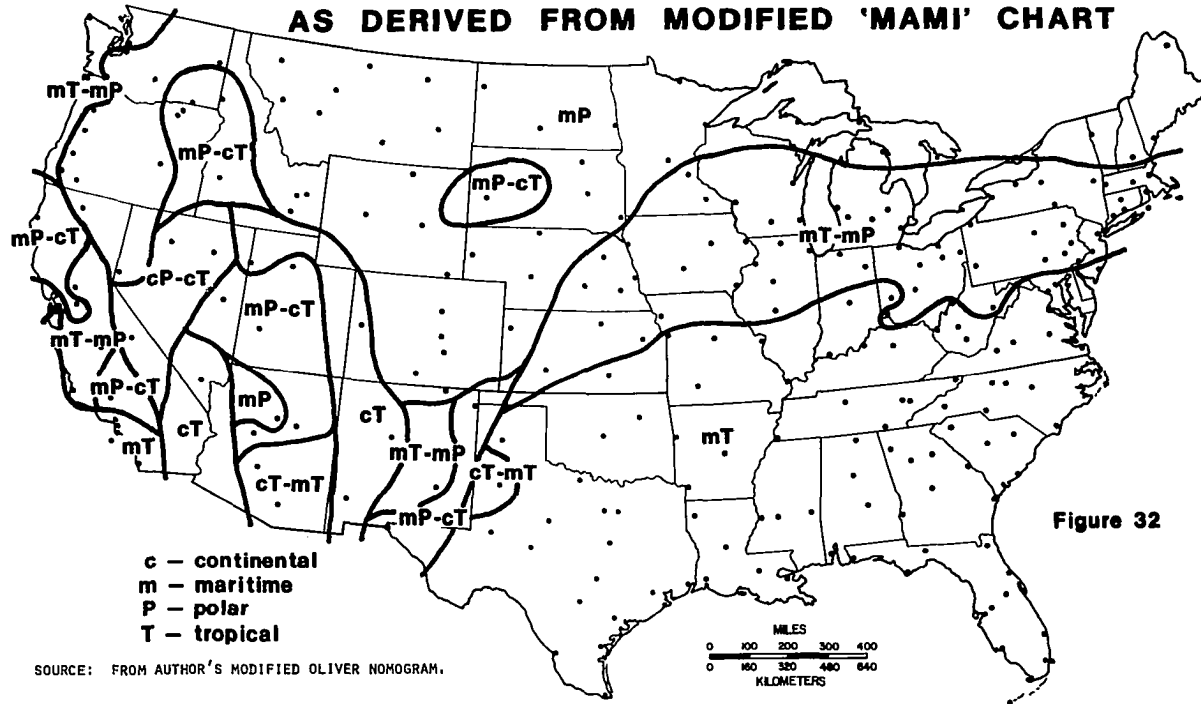 AS DERIVED FROM MODIFIED 'MAMI' CHART
mT-mP
mP
mP-cT
mP-cT
mP-cT
mT-mP
cP-cT
mP-cT
mT-mP
mP-cT
mP
cT
cT
mT
mT
mT-mP
cT-mT
cT-mT
mP-cT
Figure 32
c – continental
m – maritime
P – polar
T – tropical
MILES
0 100 200 300 400
0 160 320 480 640
KILOMETERS
SOURCE: FROM AUTHOR'S MODIFIED OLIVER NOMOGRAM.